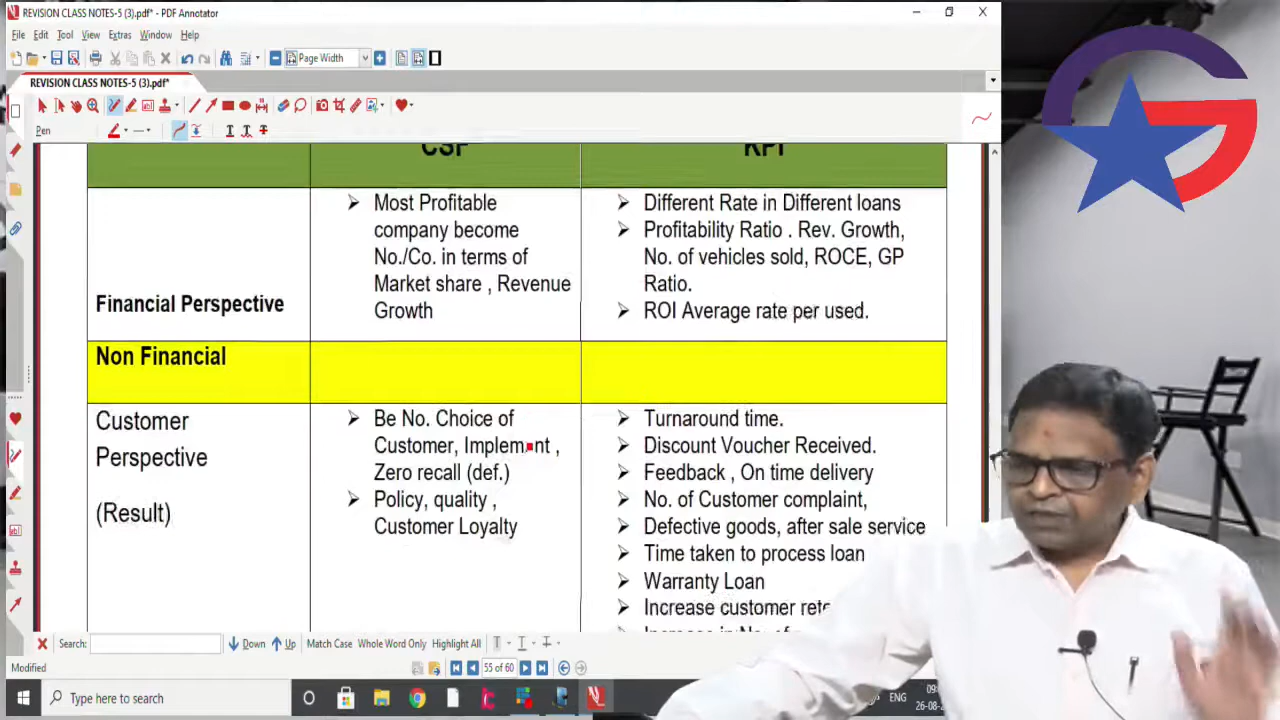 REVISION CLASS NOTES-5 (3).pdf* - PDF Annotator
File Edit Tool View Extras Window Help
Page Width
REVISION CLASS NOTES-5 (3).pdf*
Pen
CSF KPI
Financial Perspective
➢ Most Profitable
company become
No./Co. in terms of
Market share , Revenue
Growth
➢ Different Rate in Different loans
➢ Profitability Ratio . Rev. Growth,
No. of vehicles sold, ROCE, GP
Ratio.
➢ ROI Average rate per used.
Non Financial
Customer
Perspective
(Result)
➢ Be No. Choice of
Customer,
Zero recall (def.)
➢ Policy, quality ,
Customer Loyalty
➢ Turnaround time.
➢ Discount Voucher Received.
➢ Feedback , On time delivery
➢ No. of Customer complaint,
➢ Defective goods, after sale service
➢ Time taken to process loan
➢ Warranty Loan
➢ Increase customer
Search: Down Up Match Case Whole Word Only Highlight All
Modified 55 of 60
Type here to search ENG